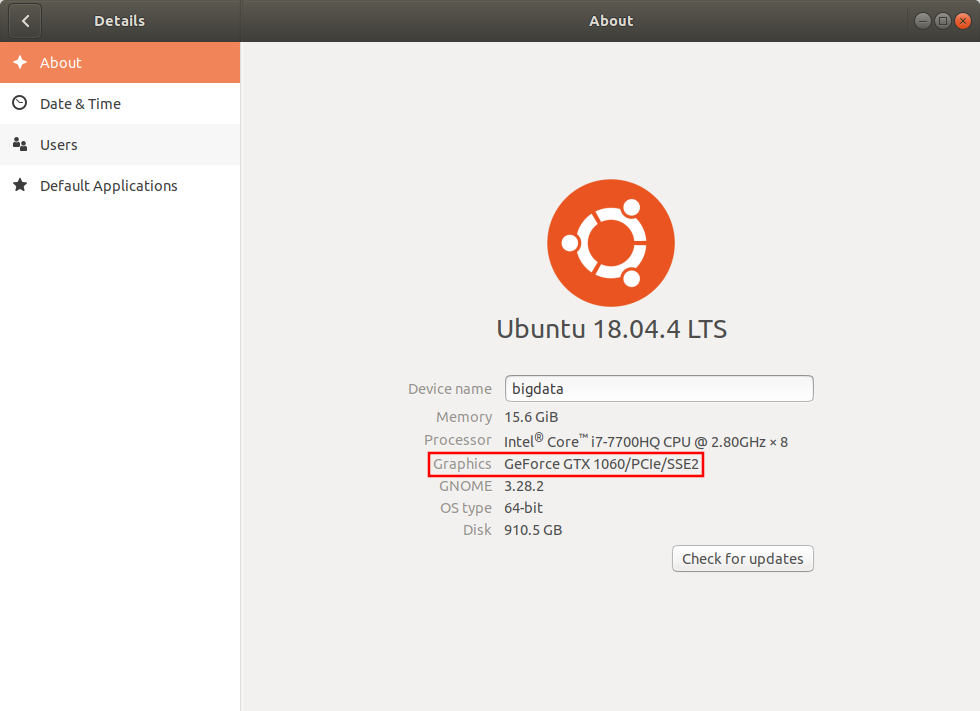 Details
About
About
Date & Time
Users
Default Applications
Ubuntu 18.04.4 LTS
Device name bigdata
Memory 15.6 GiB
Processor Intel® Core™ i7-7700HQ CPU @ 2.80GHz × 8
Graphics GeForce GTX 1060/PCIe/SSE2
GNOME 3.28.2
OS type 64-bit
Disk 910.5 GB
Check for updates